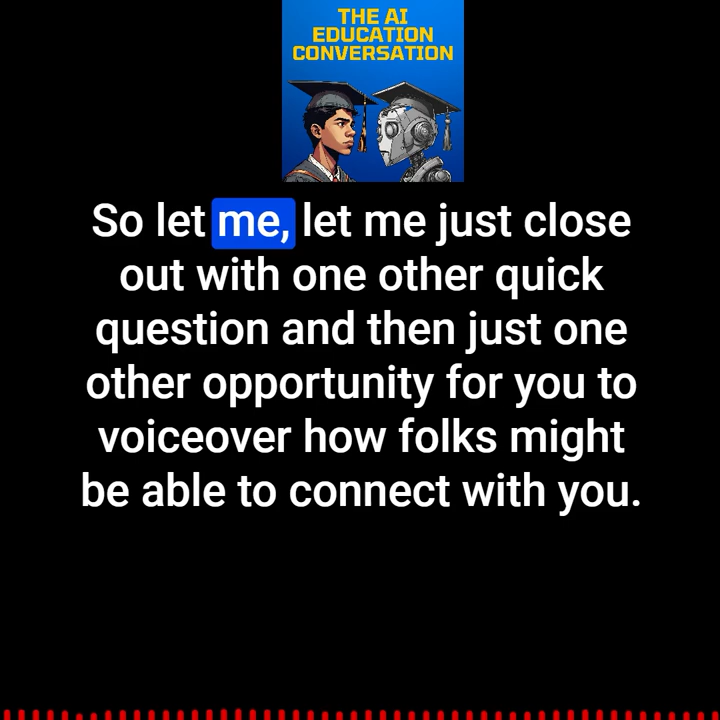 THE AI
EDUCATION
CONVERSATION
So let me, let me just close
out with one other quick
question and then just one
other opportunity for you to
voiceover how folks might
be able to connect with you.